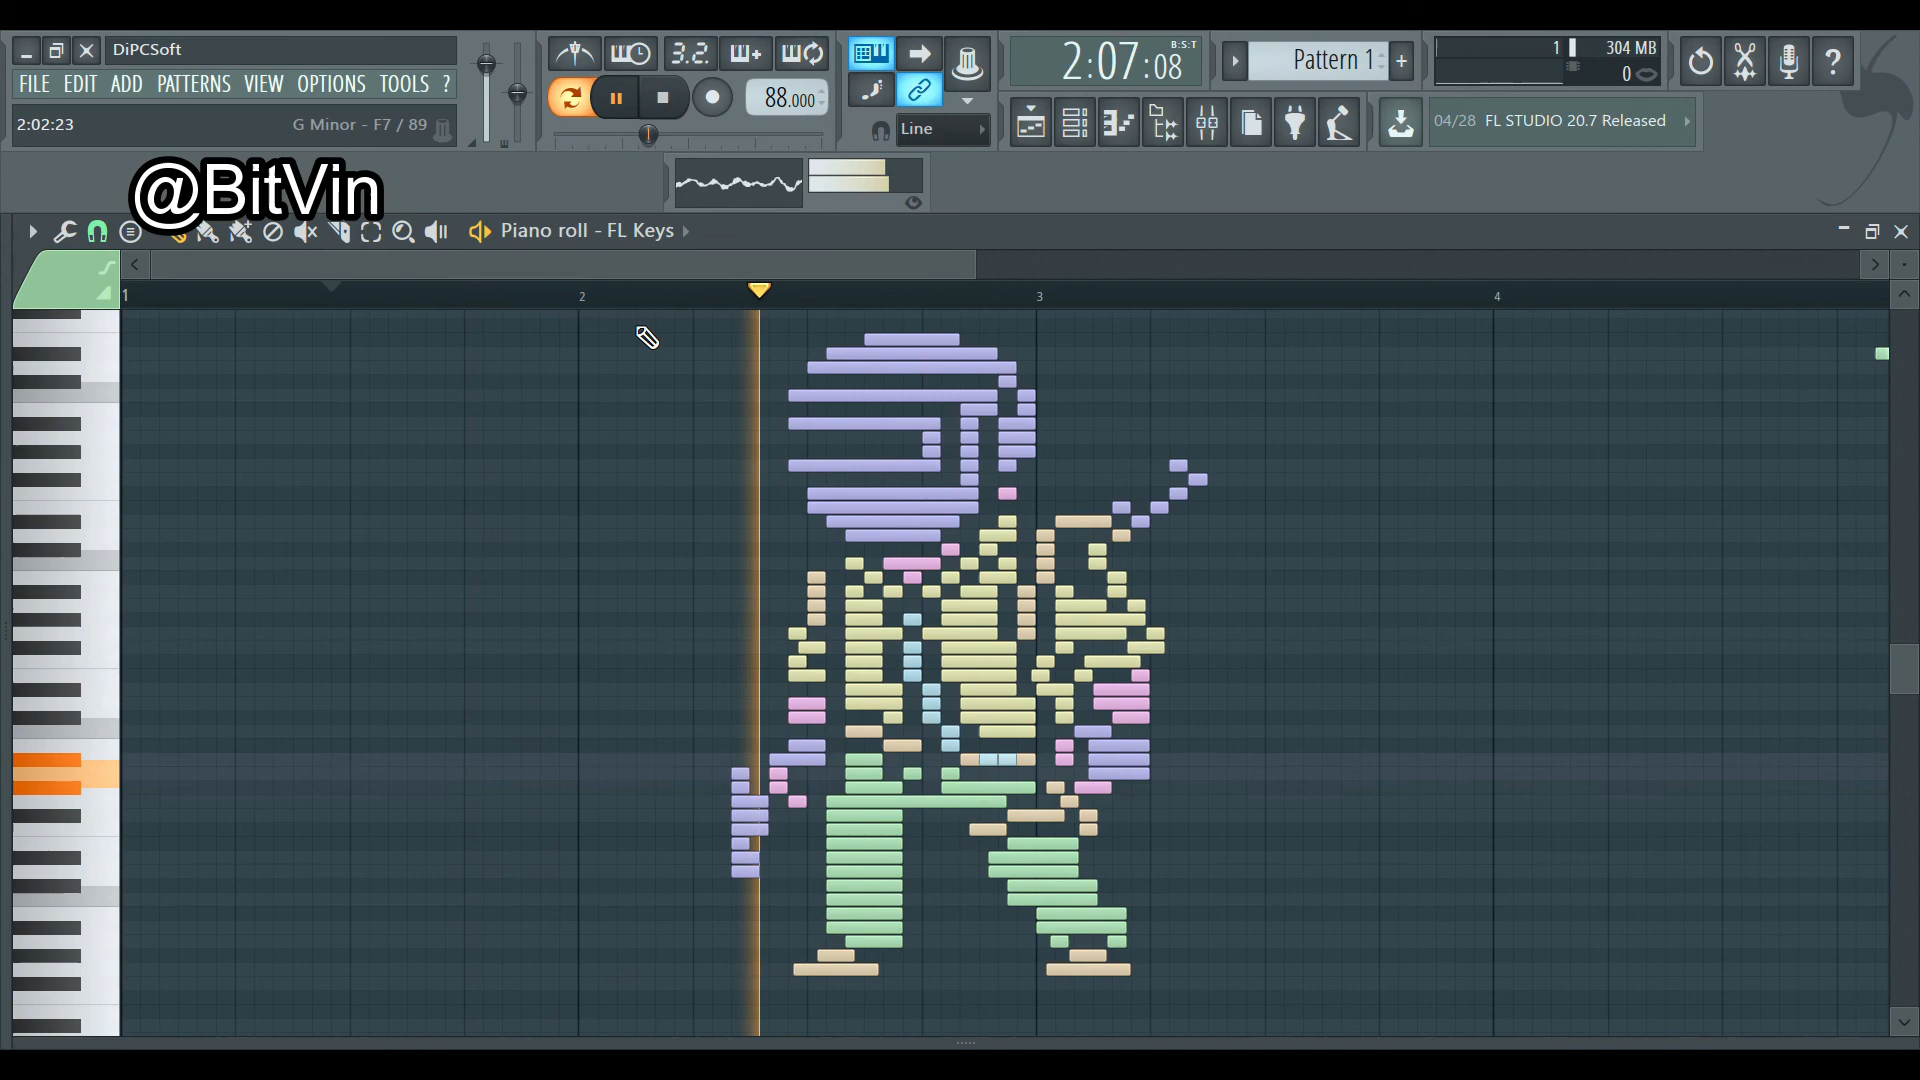 DiPCSoft
FILE EDIT ADD PATTERNS VIEW OPTIONS TOOLS ?
2:02:23 G Minor - F7 / 89
3.2
88.000
Line
2:07:08
B:S:T
Pattern 1
+
1 304 MB
0
?
04/28 FL STUDIO 20.7 Released
@BitVin
Piano roll - FL Keys
1 2 3 4